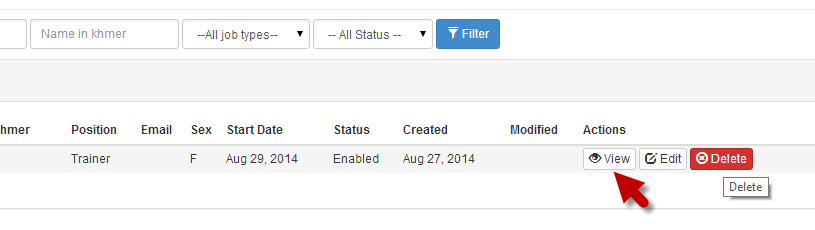 Name in khmer --All job types-- -- All Status -- Filter
hmer Position Email Sex Start Date Status Created Modified Actions
Trainer F Aug 29, 2014 Enabled Aug 27, 2014 View Edit Delete
Delete